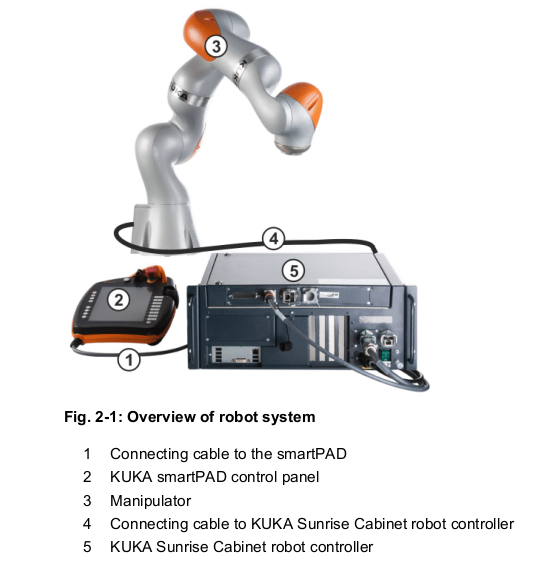 3
4
5
2
1
Fig. 2-1: Overview of robot system
1 Connecting cable to the smartPAD
2 KUKA smartPAD control panel
3 Manipulator
4 Connecting cable to KUKA Sunrise Cabinet robot controller
5 KUKA Sunrise Cabinet robot controller